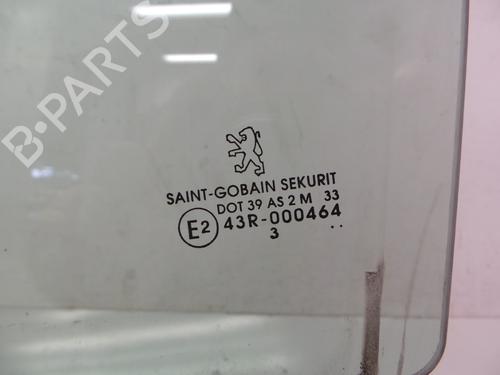 B-PARTS
SAINT-GOBAIN SEKURIT
DOT 39 AS 2 M 33
E2 43R-000464
3 ..